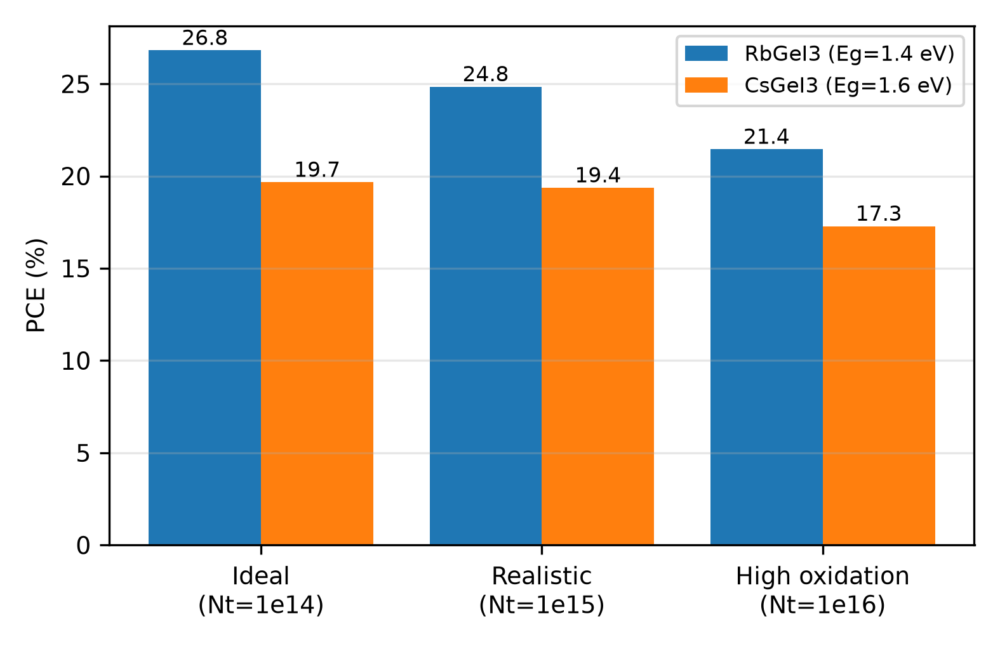 26.8
24.8
21.4
19.7
19.4
17.3
RbGeI3 (Eg=1.4 eV)
CsGeI3 (Eg=1.6 eV)
PCE (%)
25
20
15
10
5
0
Ideal
(Nt=1e14)
Realistic
(Nt=1e15)
High oxidation
(Nt=1e16)